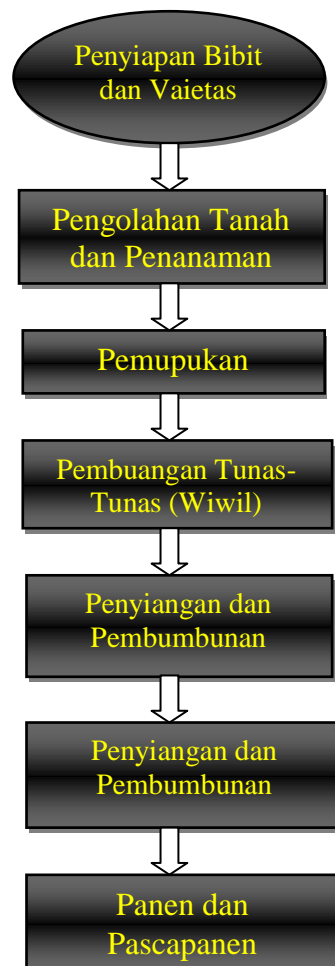 Penyiapan Bibit
dan Vaietas
Pengolahan Tanah
dan Penanaman
Pemupukan
Pembuangan Tunas-
Tunas (Wiwil)
Penyiangan dan
Pembumbunan
Penyiangan dan
Pembumbunan
Panen dan
Pascapanen